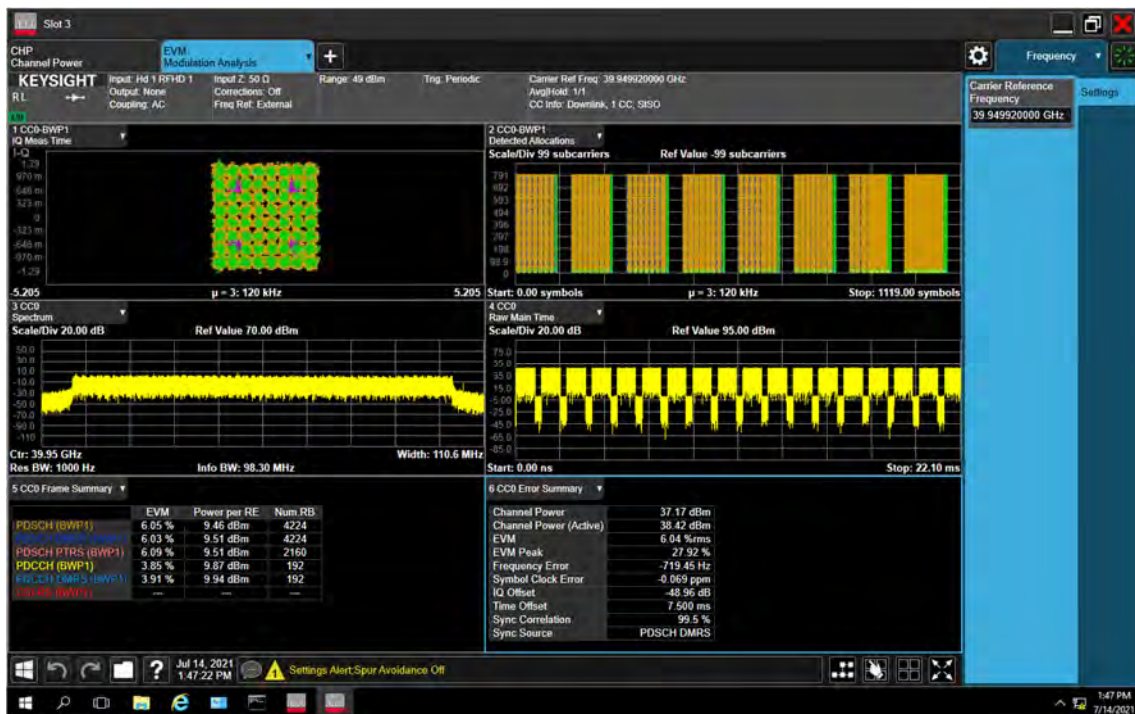 Slot 3
CHP
Channel Power
EVM
Modulation Analysis
+
Frequency
KEYSIGHT
RL
Input: Hd 1 RFHD 1
Output: None
Coupling: AC
Input Z: 50 Ω
Corrections: Off
Freq Ref: External
Range: 49 dBm
Trig: Periodic
Carrier Ref Freq: 39.949920000 GHz
Avg|Hold: 1/1
CC Info: Downlink, 1 CC, SISO
Carrier Reference
Frequency
39.949920000 GHz
Settings
1 CC0-BWP1
IQ Meas Time
I-Q
1.29
970 m
646 m
323 m
0
-323 m
-646 m
-970 m
-1.29
-5.205
µ = 3: 120 kHz
5.205
2 CC0-BWP1
Detected Allocations
Scale/Div 99 subcarriers
Ref Value -99 subcarriers
791
692
593
494
396
297
198
98.9
0
Start: 0.00 symbols
µ = 3: 120 kHz
Stop: 1119.00 symbols
3 CC0
Spectrum
Scale/Div 20.00 dB
Ref Value 70.00 dBm
50.0
30.0
10.0
-10.0
-30.0
-50.0
-70.0
-90.0
-110
Ctr: 39.95 GHz
Width: 110.6 MHz
Res BW: 1000 Hz
Info BW: 98.30 MHz
4 CC0
Raw Main Time
Scale/Div 20.00 dB
Ref Value 95.00 dBm
75.0
55.0
35.0
15.0
-5.00
-25.0
-45.0
-65.0
-85.0
Start: 0.00 ns
Stop: 22.10 ms
5 CC0 Frame Summary
EVM Power per RE Num.RB
PDSCH (BWP1) 6.05 % 9.46 dBm 4224
PDSCH DMRS (BWP1) 6.03 % 9.51 dBm 4224
PDSCH PTRS (BWP1) 6.09 % 9.51 dBm 2160
PDCCH (BWP1) 3.85 % 9.87 dBm 192
PDCCH DMRS (BWP1) 3.91 % 9.94 dBm 192
--- --- ---
6 CC0 Error Summary
Channel Power 37.17 dBm
Channel Power (Active) 38.42 dBm
EVM 6.04 %rms
EVM Peak 27.92 %
Frequency Error -719.45 Hz
Symbol Clock Error -0.069 ppm
IQ Offset -48.96 dB
Time Offset 7.500 ms
Sync Correlation 99.5 %
Sync Source PDSCH DMRS
?
Jul 14, 2021
1:47:22 PM
1
Settings Alert;Spur Avoidance Off
1:47 PM
7/14/2021